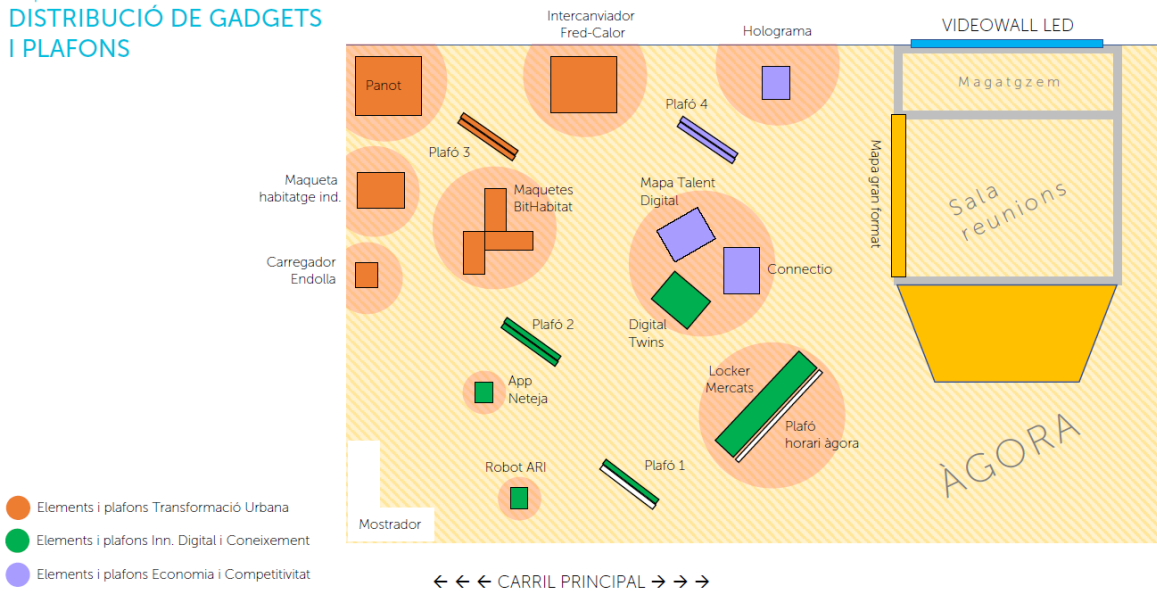 DISTRIBUCIÓ DE GADGETS
I PLAFONS
Intercanviador
Fred-Calor
Holograma
VIDEOWALL LED
Panot
Plafó 3
Plafó 4
Magatgzem
Maqueta
habitatge ind.
Maquetes
BitHabitat
Mapa Talent
Digital
Mapa gran format
Sala
reunions
Carregador
Endolla
Connectio
Plafó 2
Digital
Twins
App
Neteja
Locker
Mercats
Plafó
horari àgora
Robot ARI
Plafó 1
ÀGORA
Mostrador
Elements i plafons Transformació Urbana
Elements i plafons Inn. Digital i Coneixement
Elements i plafons Economia i Competitivitat
← ← ← CARRIL PRINCIPAL → → →